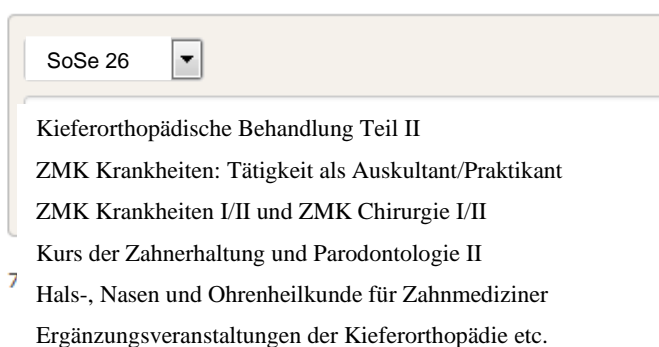 SoSe 26
Kieferorthopädische Behandlung Teil II
ZMK Krankheiten: Tätigkeit als Auskultant/Praktikant
ZMK Krankheiten I/II und ZMK Chirurgie I/II
Kurs der Zahnerhaltung und Parodontologie II
7
Hals-, Nasen und Ohrenheilkunde für Zahnmediziner
Ergänzungsveranstaltungen der Kieferorthopädie etc.